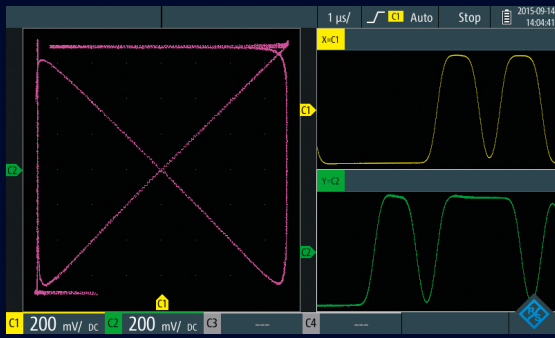 1 µs/ C1 Auto Stop 2015-09-14
14:04:41
X=C1
C1
C2
Y=C2
C2
C1
C1 200 mV/ DC C2 200 mV/ DC C3 --- C4 ---
R&S